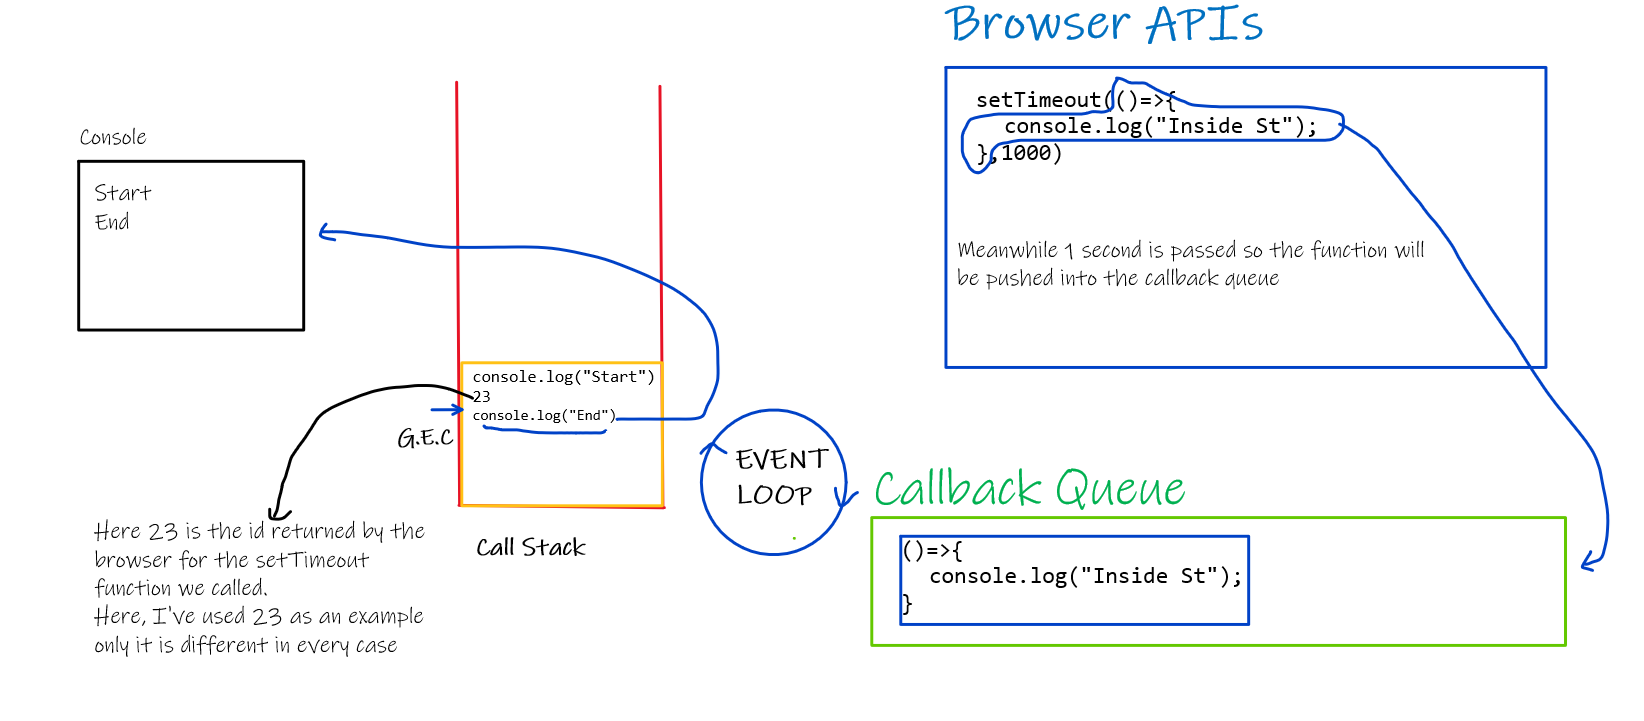 Browser APIs
setTimeout(()=>{
console.log("Inside St");
},1000)
Meanwhile 1 second is passed so the function will
be pushed into the callback queue
Console
Start
End
console.log("Start")
23
console.log("End")
G.E.C
Call Stack
EVENT
LOOP
Here 23 is the id returned by the
browser for the setTimeout
function we called.
Here, I've used 23 as an example
only it is different in every case
Callback Queue
()=>{
console.log("Inside St");
}